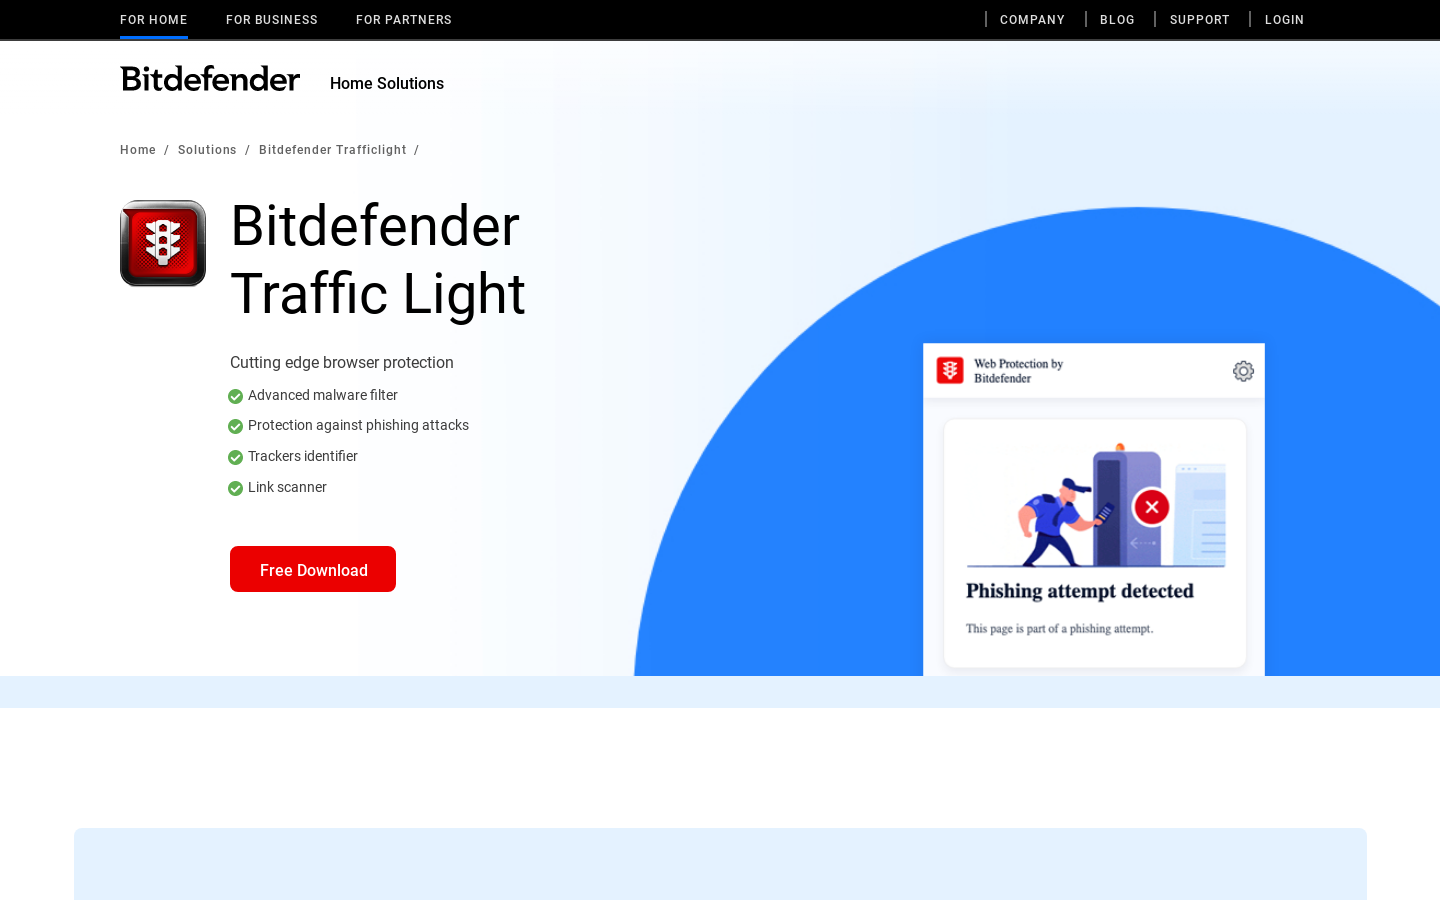 FOR HOME
FOR BUSINESS
FOR PARTNERS
COMPANY
BLOG
SUPPORT
LOGIN
Bitdefender
Home Solutions
Home / Solutions / Bitdefender Trafficlight /
Bitdefender
Traffic Light
Cutting edge browser protection
Advanced malware filter
Protection against phishing attacks
Trackers identifier
Link scanner
Free Download
Web Protection by
Bitdefender
Phishing attempt detected
This page is part of a phishing attempt.